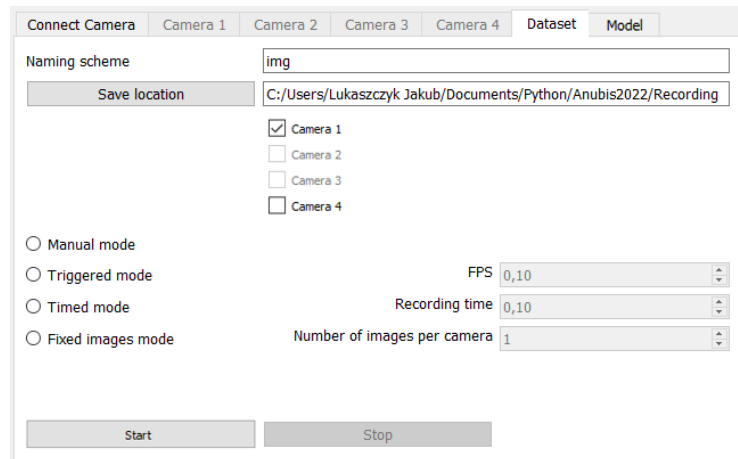 Connect Camera Camera 1 Camera 2 Camera 3 Camera 4 Dataset Model
Naming scheme img
Save location C:/Users/Lukaszczyk Jakub/Documents/Python/Anubis2022/Recording
Camera 1
Camera 2
Camera 3
Camera 4
Manual mode
Triggered mode FPS 0,10
Timed mode Recording time 0,10
Fixed images mode Number of images per camera 1
Start Stop